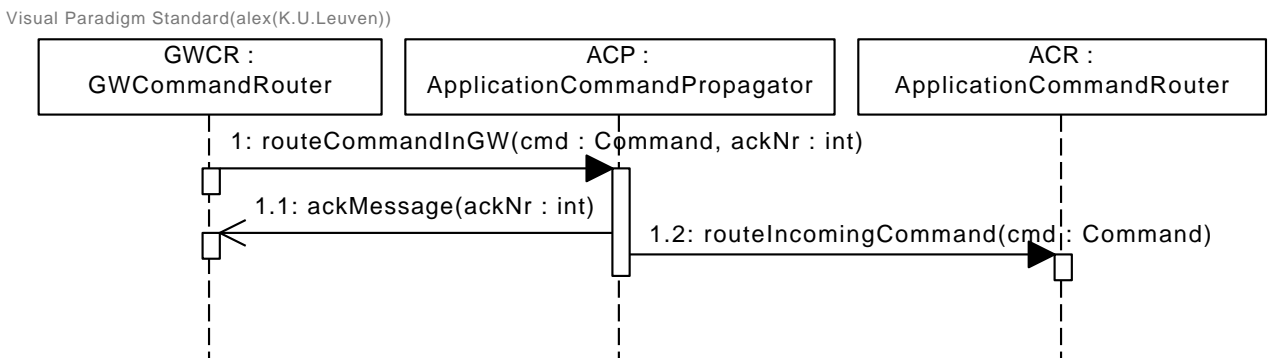 Visual Paradigm Standard(alex(K.U.Leuven))
GWCR :
GWCommandRouter
ACP :
ApplicationCommandPropagator
ACR :
ApplicationCommandRouter
1: routeCommandInGW(cmd : Command, ackNr : int)
1.1: ackMessage(ackNr : int)
1.2: routeIncomingCommand(cmd : Command)